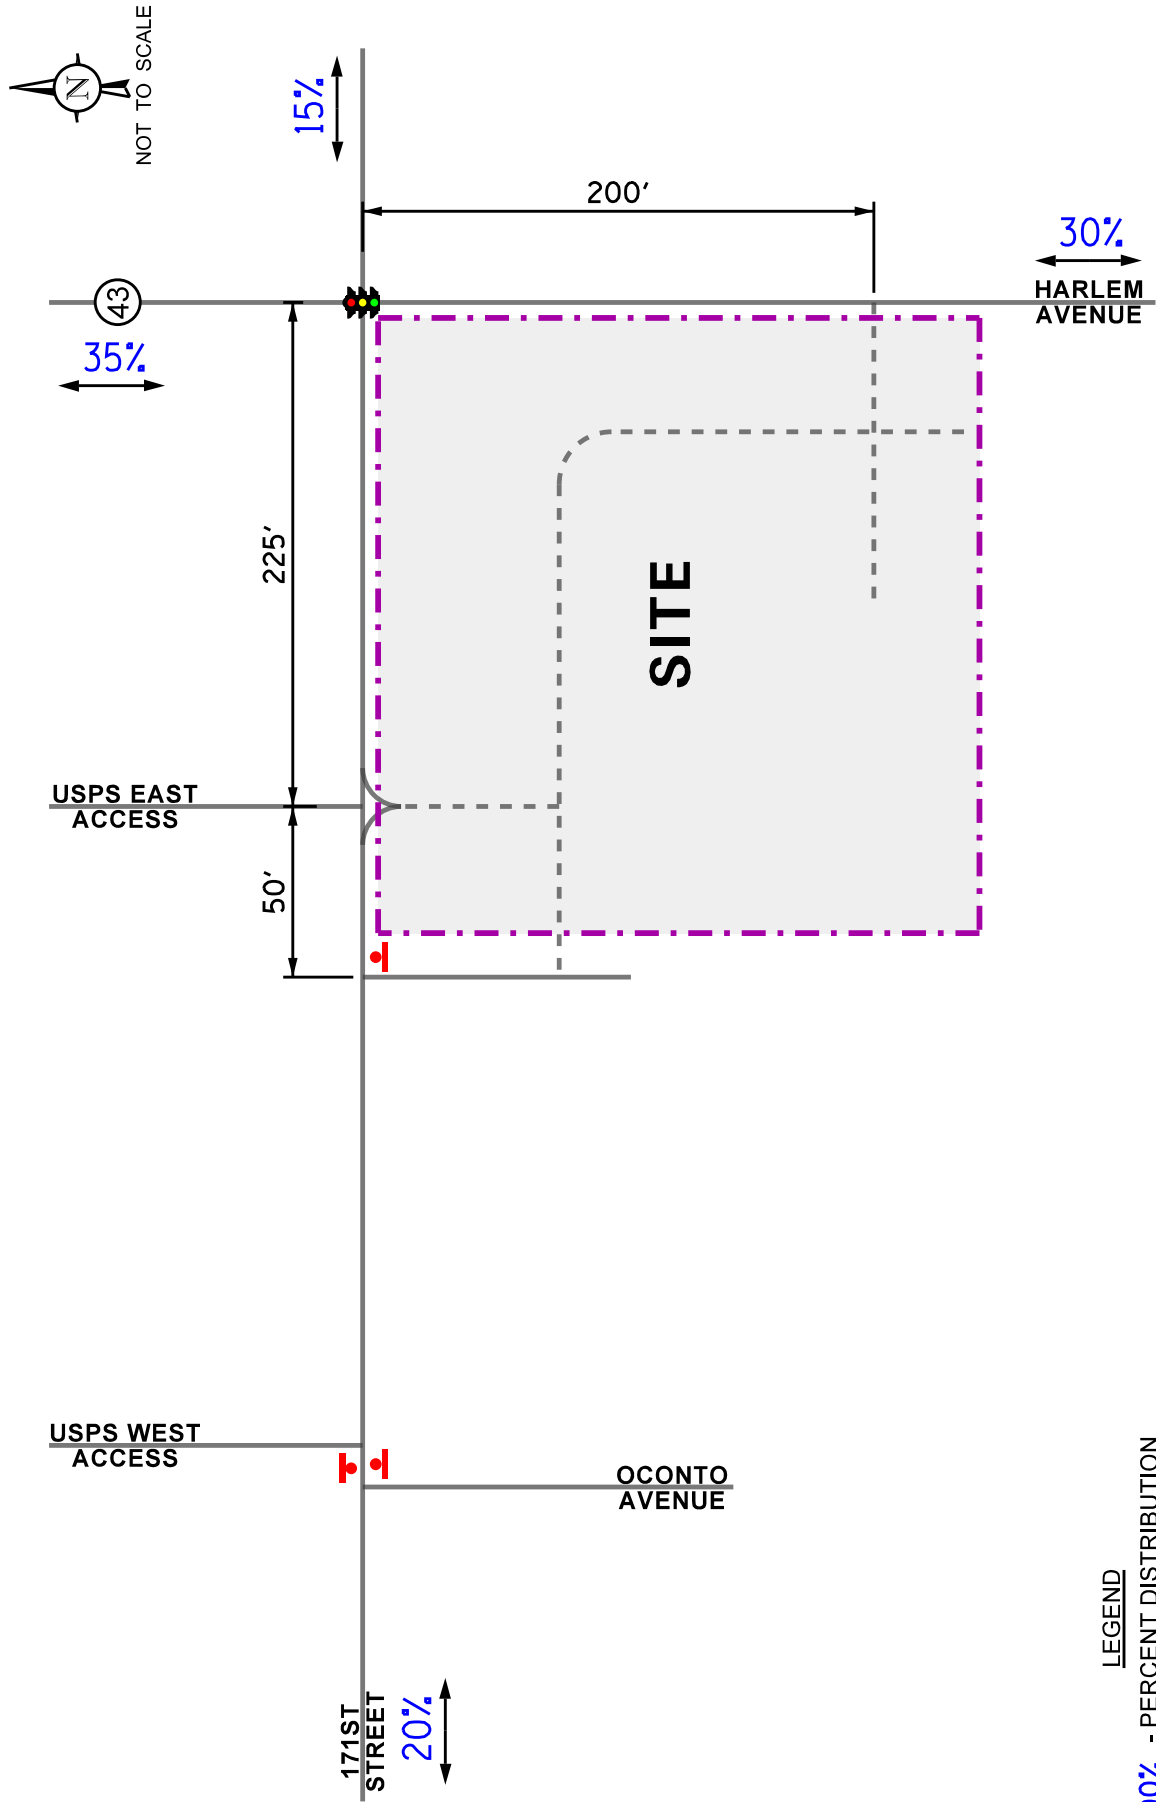 NOT TO SCALE
N
15%
200'
43
35%
30%
HARLEM
AVENUE
225'
SITE
USPS EAST
ACCESS
50'
USPS WEST
ACCESS
OCONTO
AVENUE
171ST
STREET
20%
LEGEND
- PERCENT DISTRIBUTION